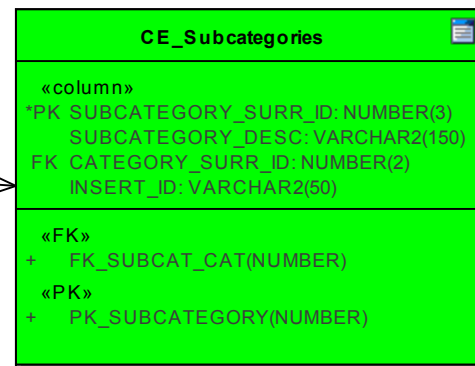 CE_Subcategories
«column»
*PK SUBCATEGORY_SURR_ID: NUMBER(3)
SUBCATEGORY_DESC: VARCHAR2(150)
FK CATEGORY_SURR_ID: NUMBER(2)
INSERT_ID: VARCHAR2(50)
«FK»
+ FK_SUBCAT_CAT(NUMBER)
«PK»
+ PK_SUBCATEGORY(NUMBER)